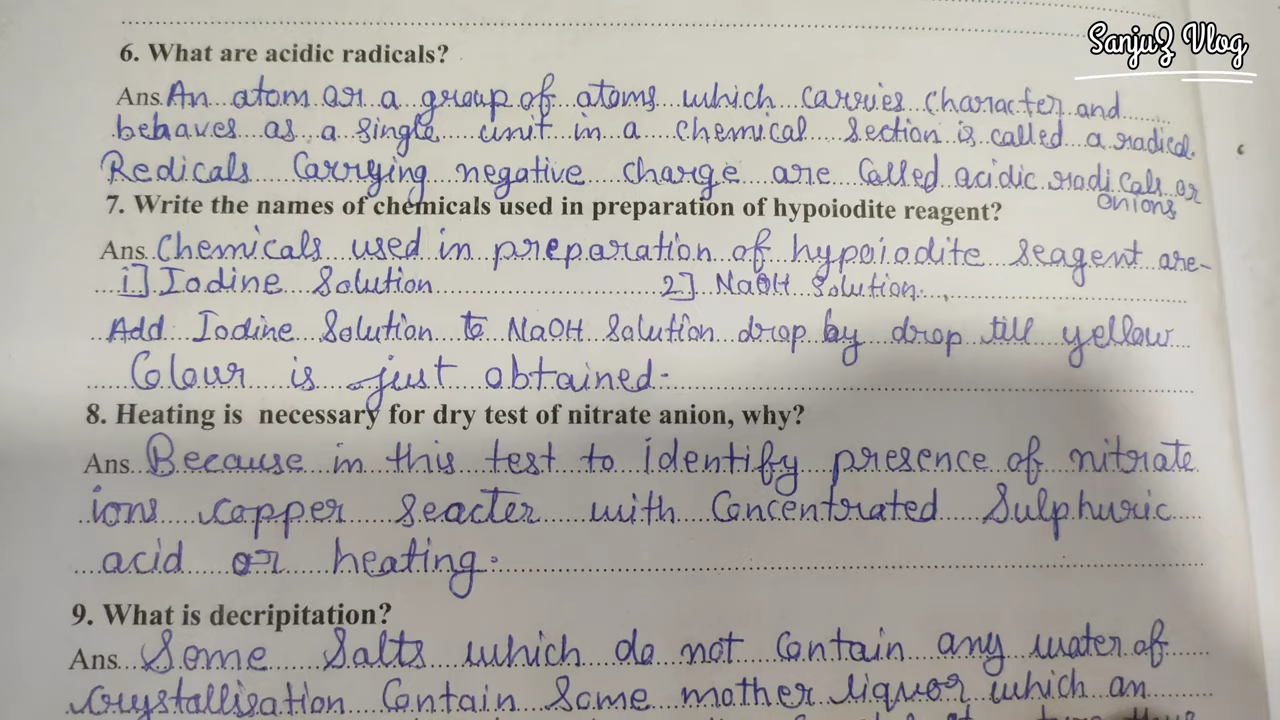 SanjuZ Vlog
6. What are acidic radicals?
Ans. An atom or a group of atoms which carries character and
behaves as a single unit in a chemical section is called a radical.
Redicals Carrying negative charge are Called acidic radicals or
onions
7. Write the names of chemicals used in preparation of hypoiodite reagent?
Ans. Chemicals used in preparation of hypoiodite seagent are-
1] Iodine Solution 2] NaOH Solution.
Add Iodine Solution to NaOH Solution drop by drop till yellow
Colour is just obtained.
8. Heating is necessary for dry test of nitrate anion, why?
Ans. Because in this test to identify presence of nitrate
ions copper seacter with Concentrated Sulphuric
acid or heating.
9. What is decripitation?
Ans. Some Salts which do not Contain any water of
crystallisation Contain Some mother liquor which an